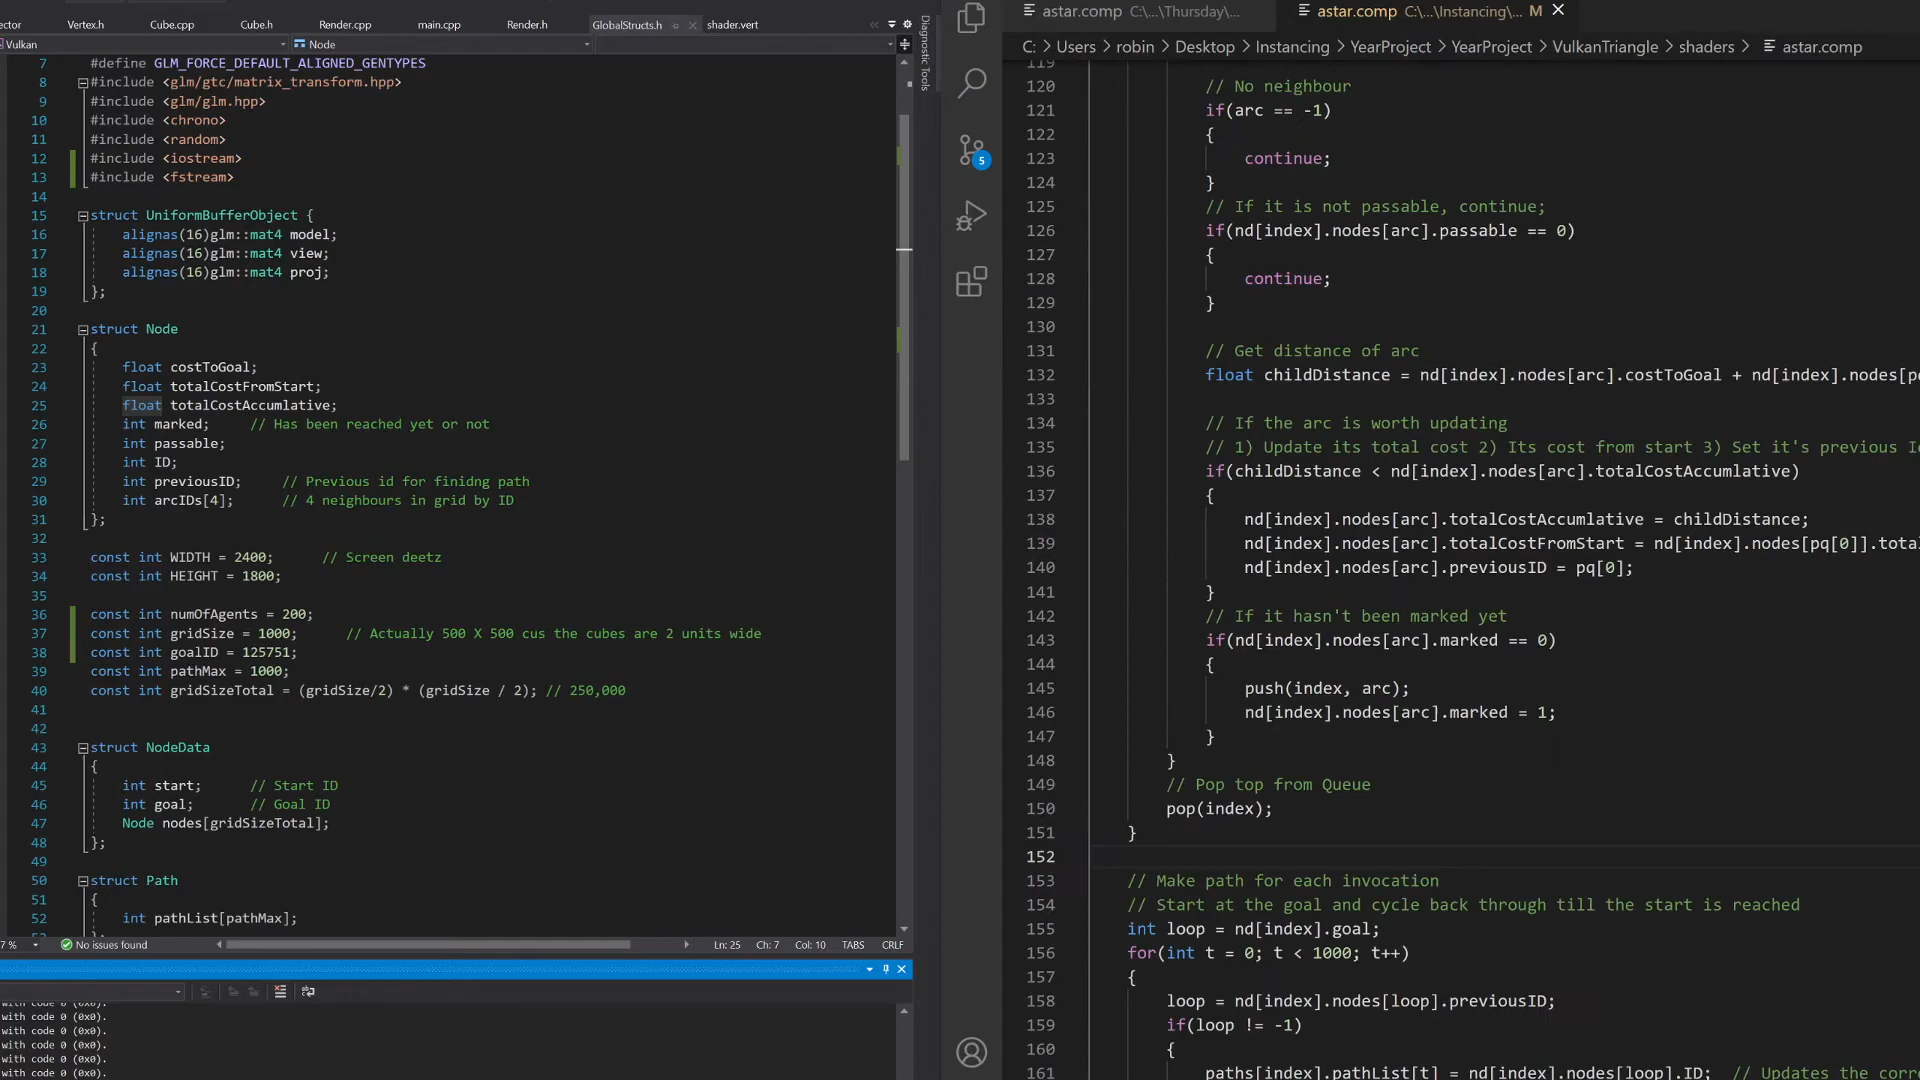 ector Vertex.h Cube.cpp Cube.h Render.cpp main.cpp Render.h GlobalStructs.h shader.vert
Vulkan Node
Diagnostic Tools
7 #define GLM_FORCE_DEFAULT_ALIGNED_GENTYPES
8 #include <glm/gtc/matrix_transform.hpp>
9 #include <glm/glm.hpp>
10 #include <chrono>
11 #include <random>
12 #include <iostream>
13 #include <fstream>
14
15 struct UniformBufferObject {
16 alignas(16)glm::mat4 model;
17 alignas(16)glm::mat4 view;
18 alignas(16)glm::mat4 proj;
19 };
20
21 struct Node
22 {
23 float costToGoal;
24 float totalCostFromStart;
25 float totalCostAccumlative;
26 int marked; // Has been reached yet or not
27 int passable;
28 int ID;
29 int previousID; // Previous id for finidng path
30 int arcIDs[4]; // 4 neighbours in grid by ID
31 };
32
33 const int WIDTH = 2400; // Screen deetz
34 const int HEIGHT = 1800;
35
36 const int numOfAgents = 200;
37 const int gridSize = 1000; // Actually 500 X 500 cus the cubes are 2 units wide
38 const int goalID = 125751;
39 const int pathMax = 1000;
40 const int gridSizeTotal = (gridSize/2) * (gridSize / 2); // 250,000
41
42
43 struct NodeData
44 {
45 int start; // Start ID
46 int goal; // Goal ID
47 Node nodes[gridSizeTotal];
48 };
49
50 struct Path
51 {
52 int pathList[pathMax];
7 % No issues found Ln: 25 Ch: 7 Col: 10 TABS CRLF
with code 0 (0x0).
with code 0 (0x0).
with code 0 (0x0).
with code 0 (0x0).
with code 0 (0x0).
with code 0 (0x0).
5
astar.comp C:\...\Thursday\... astar.comp C:\...\Instancing\... M
C: > Users > robin > Desktop > Instancing > YearProject > YearProject > VulkanTriangle > shaders > astar.comp
119
120 // No neighbour
121 if(arc == -1)
122 {
123 continue;
124 }
125 // If it is not passable, continue;
126 if(nd[index].nodes[arc].passable == 0)
127 {
128 continue;
129 }
130
131 // Get distance of arc
132 float childDistance = nd[index].nodes[arc].costToGoal + nd[index].nodes[p
133
134 // If the arc is worth updating
135 // 1) Update its total cost 2) Its cost from start 3) Set it's previous I
136 if(childDistance < nd[index].nodes[arc].totalCostAccumlative)
137 {
138 nd[index].nodes[arc].totalCostAccumlative = childDistance;
139 nd[index].nodes[arc].totalCostFromStart = nd[index].nodes[pq[0]].total
140 nd[index].nodes[arc].previousID = pq[0];
141 }
142 // If it hasn't been marked yet
143 if(nd[index].nodes[arc].marked == 0)
144 {
145 push(index, arc);
146 nd[index].nodes[arc].marked = 1;
147 }
148 }
149 // Pop top from Queue
150 pop(index);
151 }
152
153 // Make path for each invocation
154 // Start at the goal and cycle back through till the start is reached
155 int loop = nd[index].goal;
156 for(int t = 0; t < 1000; t++)
157 {
158 loop = nd[index].nodes[loop].previousID;
159 if(loop != -1)
160 {
161 paths[index].pathList[t] = nd[index].nodes[loop].ID; // Updates the corre